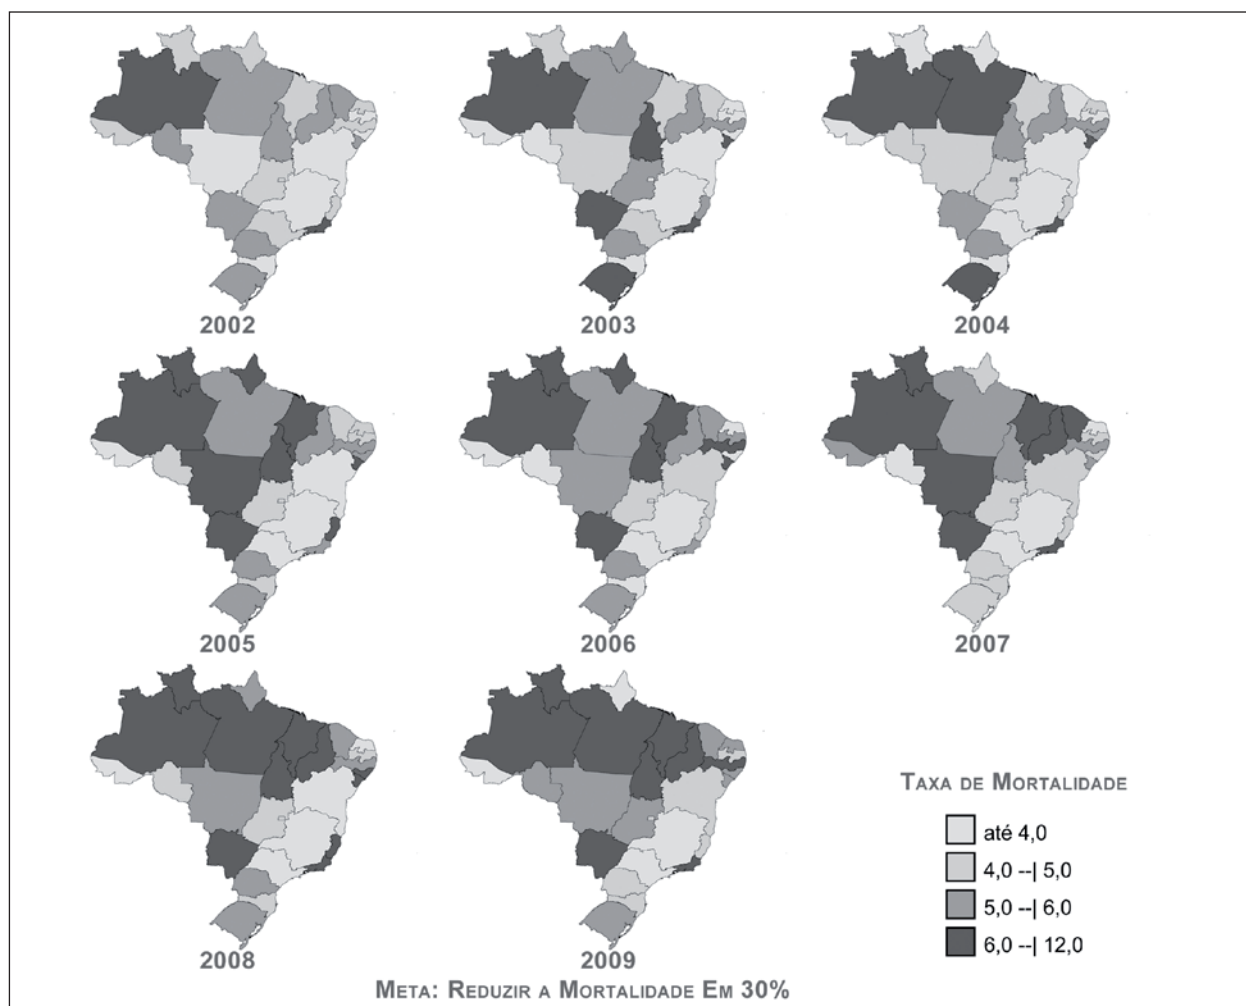 2002 2003 2004
2005 2006 2007
2008 2009
TAXA DE MORTALIDADE
até 4,0
4,0 --| 5,0
5,0 --| 6,0
6,0 --| 12,0
META: REDUZIR A MORTALIDADE EM 30%